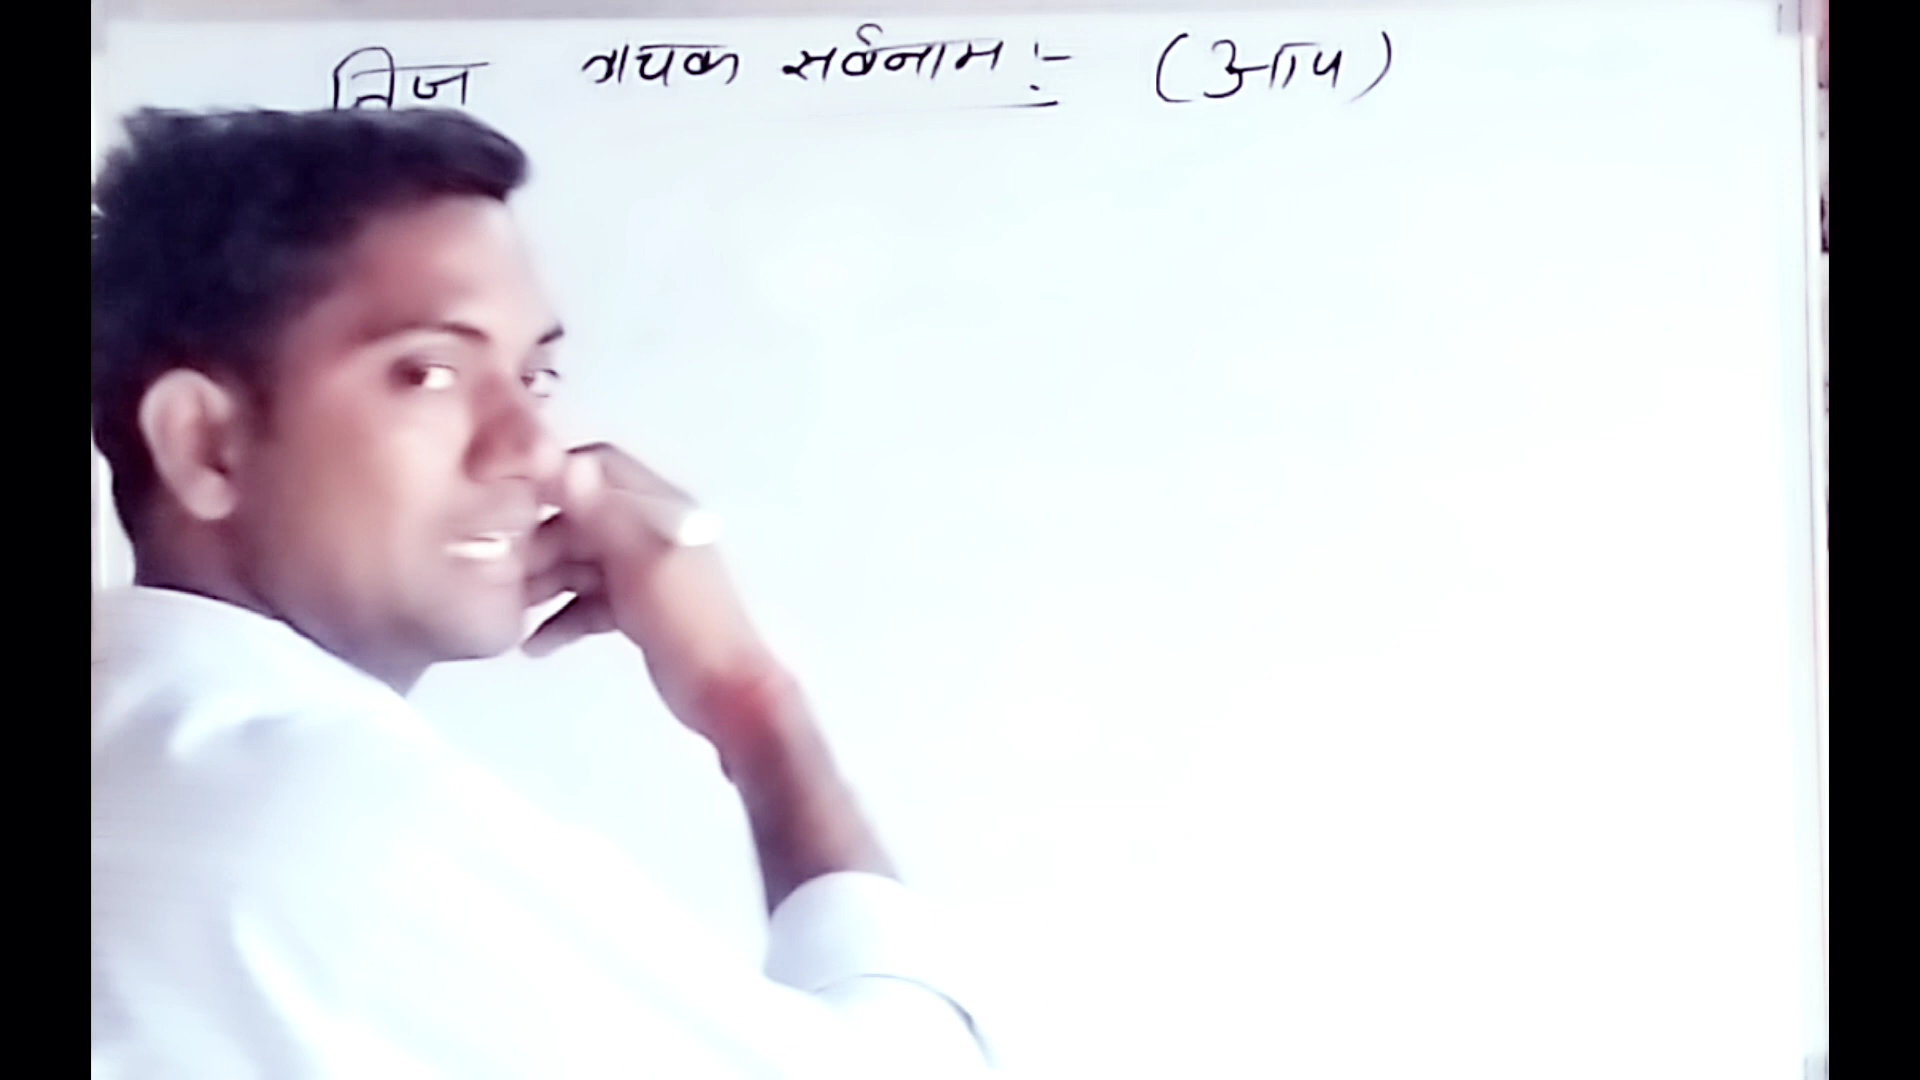 निज वाचक सर्वनाम :- (आप)